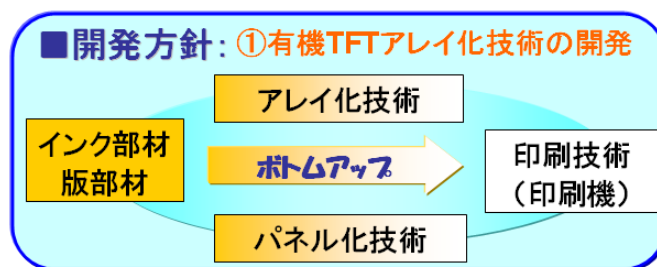 ■開発方針：①有機TFTアレイ化技術の開発
アレイ化技術
インク部材
版部材
ボトムアップ
印刷技術
（印刷機）
パネル化技術